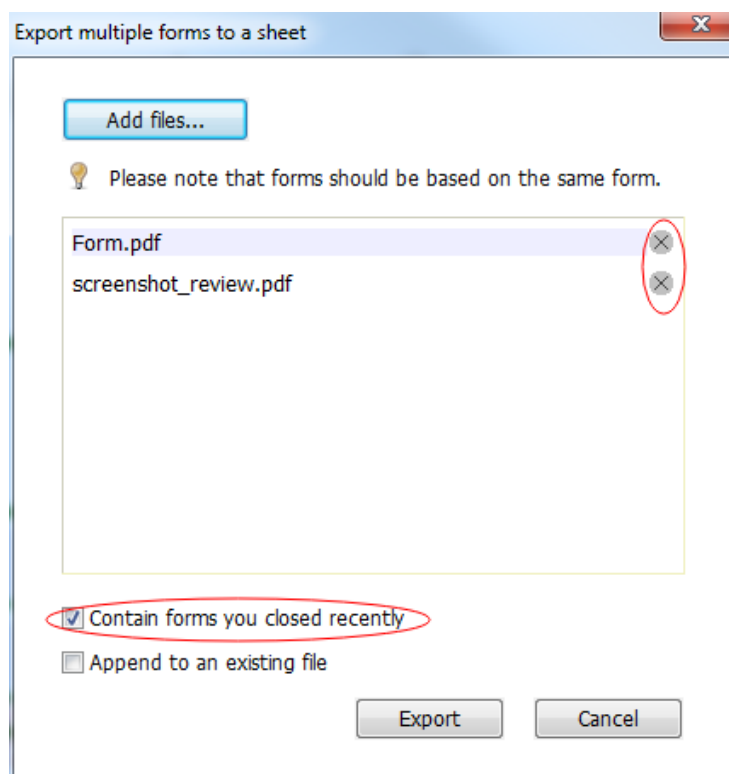 Export multiple forms to a sheet
Add files...
Please note that forms should be based on the same form.
Form.pdf
screenshot_review.pdf
Contain forms you closed recently
Append to an existing file
Export Cancel